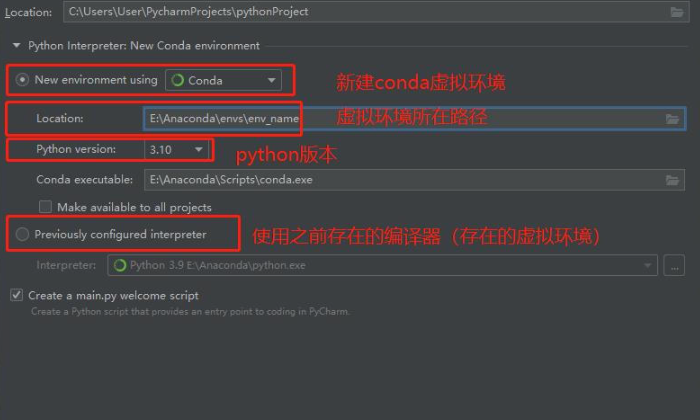 Location: C:\Users\User\PycharmProjects\pythonProject
Python Interpreter: New Conda environment
New environment using Conda 新建conda虚拟环境
Location: E:\Anaconda\envs\env_name 虚拟环境所在路径
Python version: 3.10 python版本
Conda executable: E:\Anaconda\Scripts\conda.exe
Make available to all projects
Previously configured interpreter 使用之前存在的编译器（存在的虚拟环境）
Interpreter: Python 3.9 E:\Anaconda\python.exe ...
Create a main.py welcome script
Create a Python script that provides an entry point to coding in PyCharm.